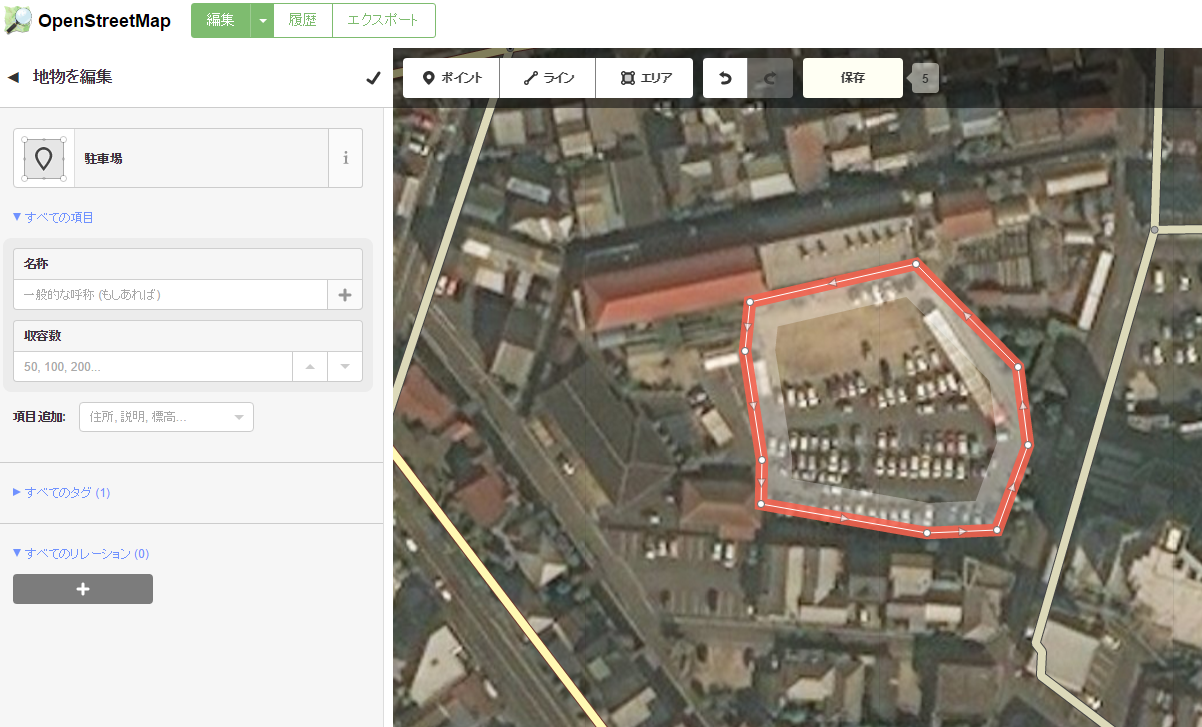 OpenStreetMap
編集
履歴
エクスポート
地物を編集
ポイント
ライン
エリア
保存
5
駐車場
i
すべての項目
名称
一般的な呼称 (もしあれば)
収容数
50, 100, 200...
項目追加: 住所, 説明, 標高...
すべてのタグ (1)
すべてのリレーション (0)